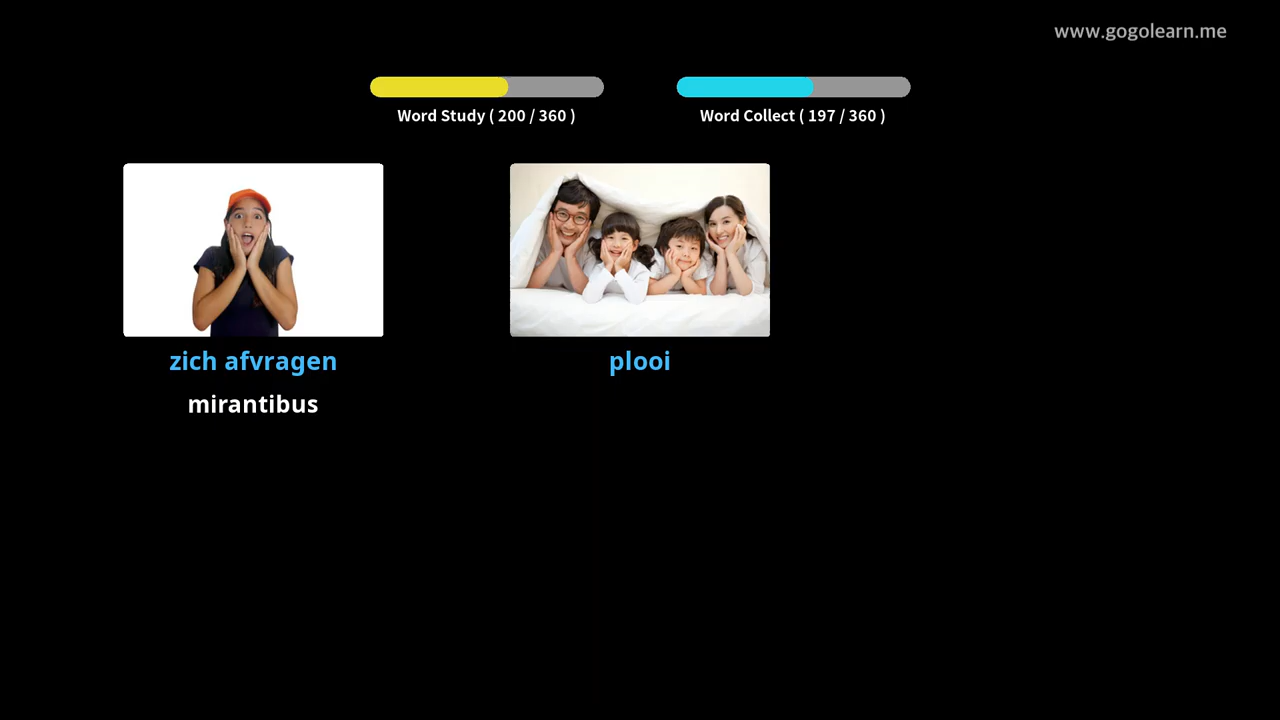 www.gogolearn.me
Word Study ( 200 / 360 )
Word Collect ( 197 / 360 )
zich afvragen
mirantibus
plooi